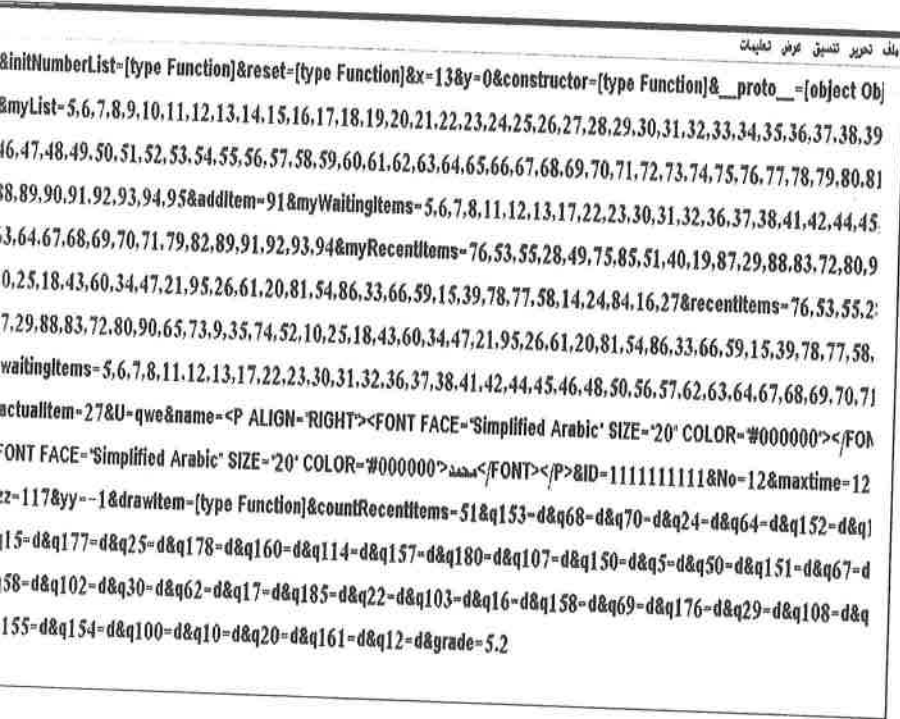 ملف تحرير تنسيق عرض تعليمات
&initNumberList=[type Function]&reset=[type Function]&x=13&y=0&constructor=[type Function]&__proto__=[object Obj
&myList=5,6,7,8,9,10,11,12,13,14,15,16,17,18,19,20,21,22,23,24,25,26,27,28,29,30,31,32,33,34,35,36,37,38,39
46,47,48,49,50,51,52,53,54,55,56,57,58,59,60,61,62,63,64,65,66,67,68,69,70,71,72,73,74,75,76,77,78,79,80,81
88,89,90,91,92,93,94,95&addItem=91&myWaitingItems=5,6,7,8,11,12,13,17,22,23,30,31,32,36,37,38,41,42,44,45
63,64,67,68,69,70,71,79,82,89,91,92,93,94&myRecentItems=76,53,55,28,49,75,85,51,40,19,87,29,88,83,72,80,9
0,25,18,43,60,34,47,21,95,26,61,20,81,54,86,33,66,59,15,39,78,77,58,14,24,84,16,27&recentItems=76,53,55,2
7,29,88,83,72,80,90,65,73,9,35,74,52,10,25,18,43,60,34,47,21,95,26,61,20,81,54,86,33,66,59,15,39,78,77,58,
waitingItems=5,6,7,8,11,12,13,17,22,23,30,31,32,36,37,38,41,42,44,45,46,48,50,56,57,62,63,64,67,68,69,70,71
actualItem=27&U=qwe&name=<P ALIGN="RIGHT"><FONT FACE="Simplified Arabic" SIZE="20" COLOR="#000000"></FON
FONT FACE="Simplified Arabic" SIZE="20" COLOR="#000000">محمد</FONT></P>&ID=1111111111&No=12&maxtime=12
zz=117&yy=-1&drawItem=[type Function]&countRecentItems=51&q153=d&q68=d&q70=d&q24=d&q64=d&q152=d&q1
q15=d&q177=d&q25=d&q178=d&q160=d&q114=d&q157=d&q180=d&q107=d&q150=d&q5=d&q50=d&q151=d&q67=d
58=d&q102=d&q30=d&q62=d&q17=d&q185=d&q22=d&q103=d&q16=d&q158=d&q69=d&q176=d&q29=d&q108=d&q
155=d&q154=d&q100=d&q10=d&q20=d&q161=d&q12=d&grade=5.2